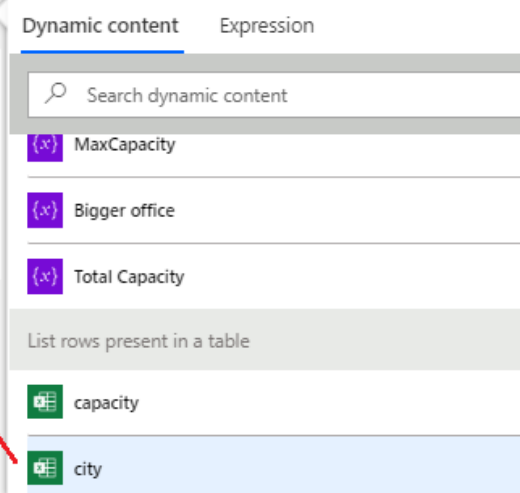 Dynamic content Expression
Search dynamic content
{x} MaxCapacity
{x} Bigger office
{x} Total Capacity
List rows present in a table
capacity
city